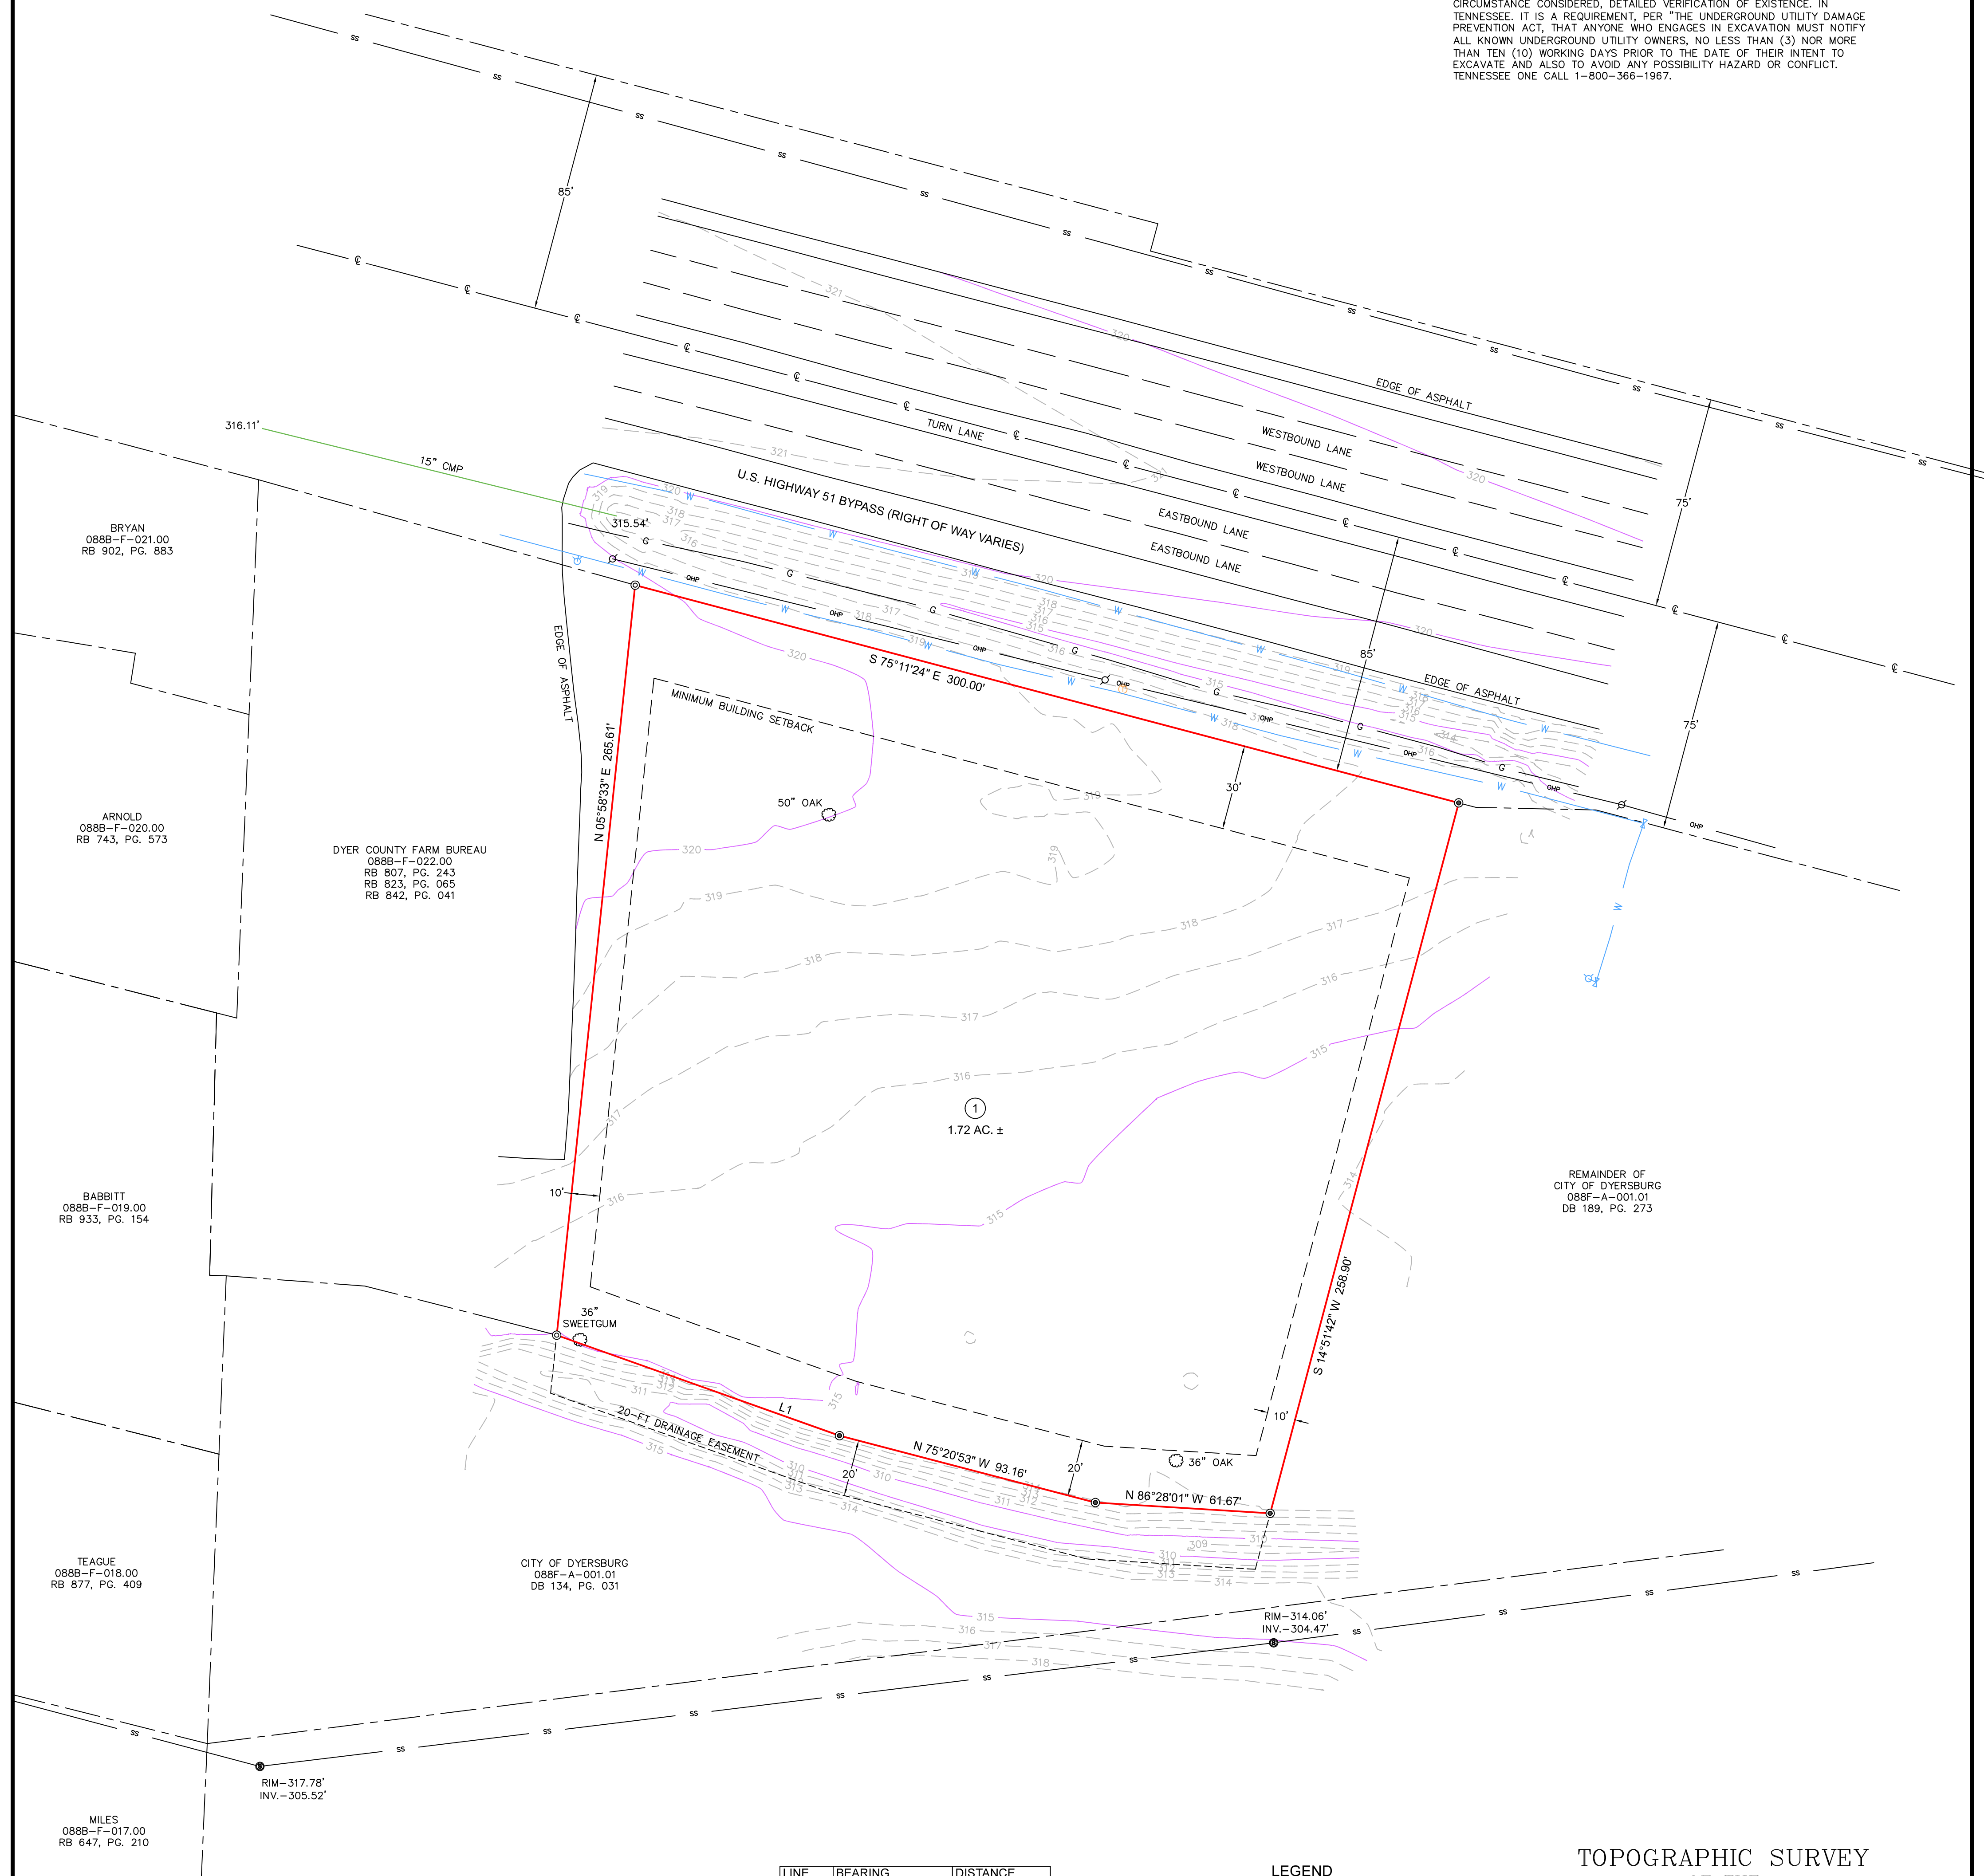 CIRCUMSTANCE CONSIDERED, DETAILED VERIFICATION OF EXISTENCE. IN
TENNESSEE. IT IS A REQUIREMENT, PER "THE UNDERGROUND UTILITY DAMAGE
PREVENTION ACT, THAT ANYONE WHO ENGAGES IN EXCAVATION MUST NOTIFY
ALL KNOWN UNDERGROUND UTILITY OWNERS, NO LESS THAN (3) NOR MORE
THAN TEN (10) WORKING DAYS PRIOR TO THE DATE OF THEIR INTENT TO
EXCAVATE AND ALSO TO AVOID ANY POSSIBILITY HAZARD OR CONFLICT.
TENNESSEE ONE CALL 1-800-366-1967.
85'
EDGE OF ASPHALT
WESTBOUND LANE
WESTBOUND LANE
TURN LANE
EASTBOUND LANE
EASTBOUND LANE
U.S. HIGHWAY 51 BYPASS (RIGHT OF WAY VARIES)
75'
316.11'
15" CMP
315.54'
BRYAN
088B-F-021.00
RB 902, PG. 883
EDGE OF ASPHALT
EDGE OF ASPHALT
85'
75'
S 75°11'24" E 300.00'
MINIMUM BUILDING SETBACK
30'
N 05°58'33" E 265.61'
50" OAK
ARNOLD
088B-F-020.00
RB 743, PG. 573
DYER COUNTY FARM BUREAU
088B-F-022.00
RB 807, PG. 243
RB 823, PG. 065
RB 842, PG. 041
1
1.72 AC. ±
10'
BABBITT
088B-F-019.00
RB 933, PG. 154
REMAINDER OF
CITY OF DYERSBURG
088F-A-001.01
DB 189, PG. 273
S 14°51'42" W 258.90'
36"
SWEETGUM
L1
20-FT DRAINAGE EASEMENT
20'
N 75°20'53" W 93.16'
20'
10'
36" OAK
N 86°28'01" W 61.67'
TEAGUE
088B-F-018.00
RB 877, PG. 409
CITY OF DYERSBURG
088F-A-001.01
DB 134, PG. 031
RIM-314.06'
INV.-304.47'
RIM-317.78'
INV.-305.52'
MILES
088B-F-017.00
RB 647, PG. 210
LINE BEARING DISTANCE
LEGEND
TOPOGRAPHIC SURVEY